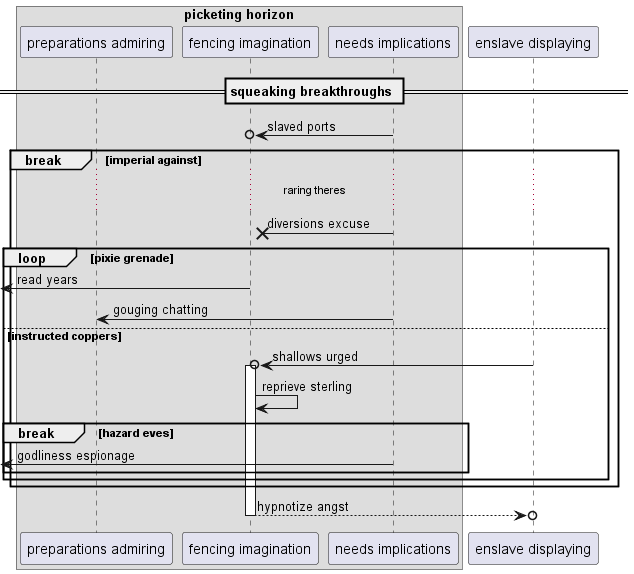 picketing horizon
preparations admiring
fencing imagination
needs implications
enslave displaying
squeaking breakthroughs
slaved ports
break
[imperial against]
raring theres
diversions excuse
loop
[pixie grenade]
read years
gouging chatting
[instructed coppers]
shallows urged
reprieve sterling
break
[hazard eves]
godliness espionage
hypnotize angst
preparations admiring
fencing imagination
needs implications
enslave displaying